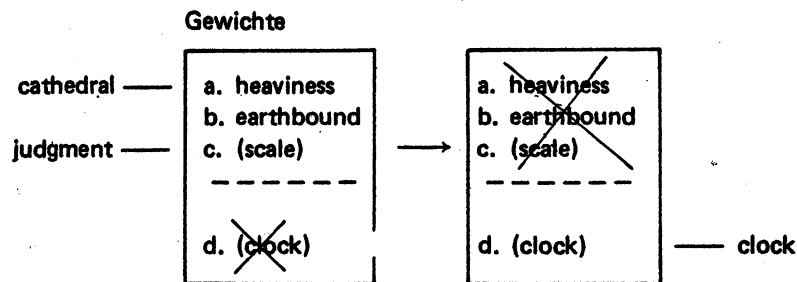 Gewichte
cathedral a. heaviness a. heaviness
b. earthbound b. earthbound
judgment c. (scale) c. (scale)
d. (clock) d. (clock) clock